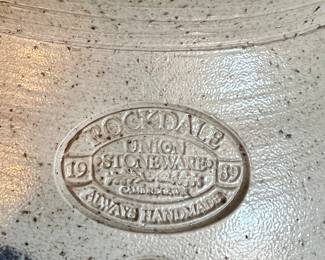 ROCKDALE
UNION
STONEWARE
19 89
ALWAYS HANDMADE